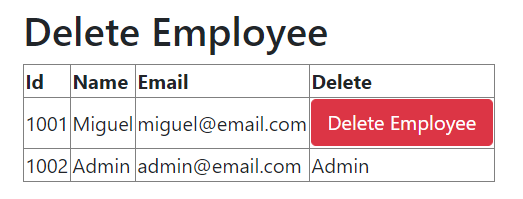 Delete Employee
Id Name Email Delete
1001 Miguel miguel@email.com Delete Employee
1002 Admin admin@email.com Admin